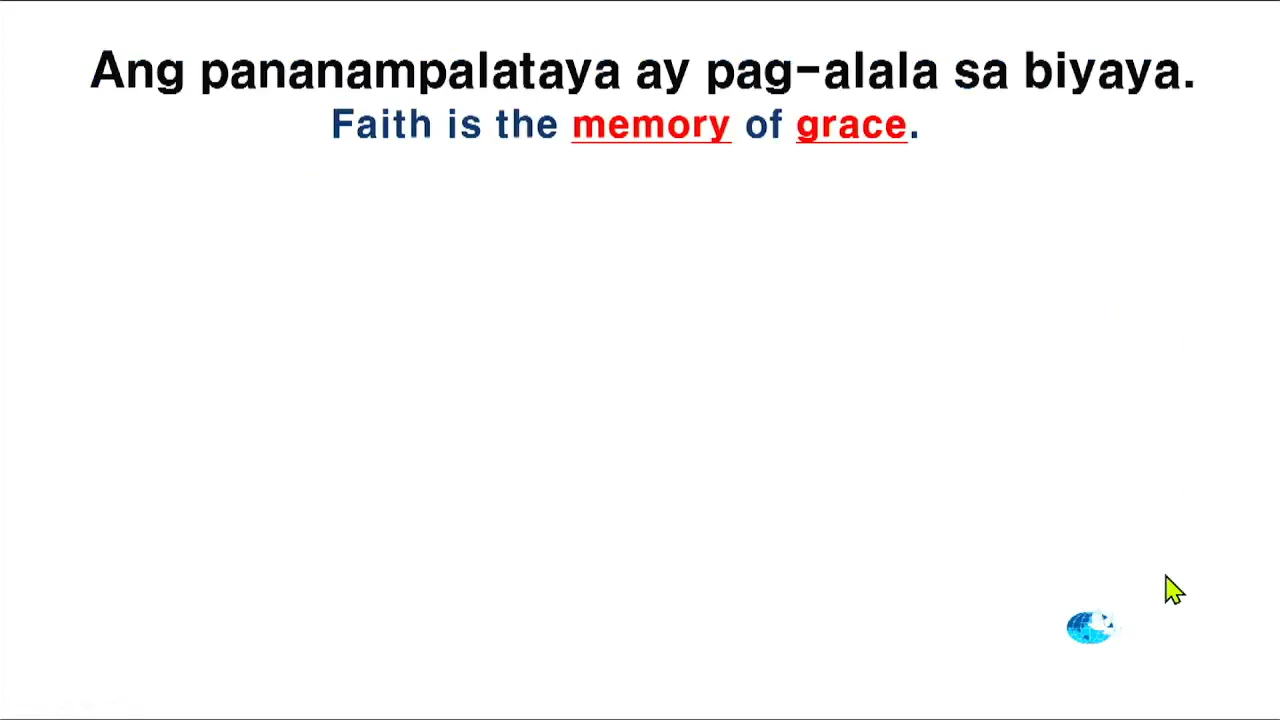 Ang pananampalataya ay pag-alala sa biyaya.
Faith is the memory of grace.